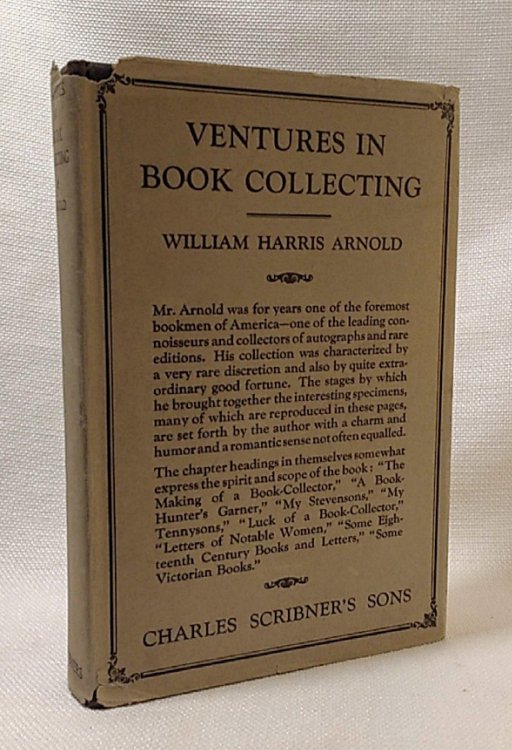 VENTURES IN
BOOK COLLECTING
WILLIAM HARRIS ARNOLD
Mr. Arnold was for years one of the foremost
bookmen of America—one of the leading con-
noisseurs and collectors of autographs and rare
editions. His collection was characterized by
a very rare discretion and also by quite extra-
ordinary good fortune. The stages by which
he brought together the interesting specimens,
many of which are reproduced in these pages,
are set forth by the author with a charm and
humor and a romantic sense not often equalled.
The chapter headings in themselves somewhat
express the spirit and scope of the book: "The
Making of a Book-Collector," "A Book-
Hunter's Garner," "My Stevensons," "My
Tennysons," "Luck of a Book-Collector,"
"Letters of Notable Women," "Some Eigh-
teenth Century Books and Letters," "Some
Victorian Books."
CHARLES SCRIBNER'S SONS